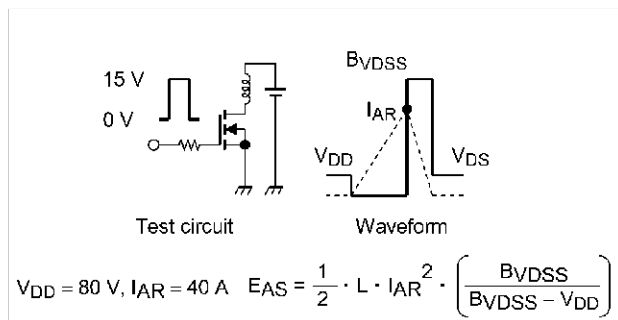 15 V
0 V
BVDSS
IAR
VDD
VDS
Test circuit
Waveform
VDD = 80 V, IAR = 40 A   EAS = 1/2 · L · IAR² · (BVDSS / (BVDSS − VDD))